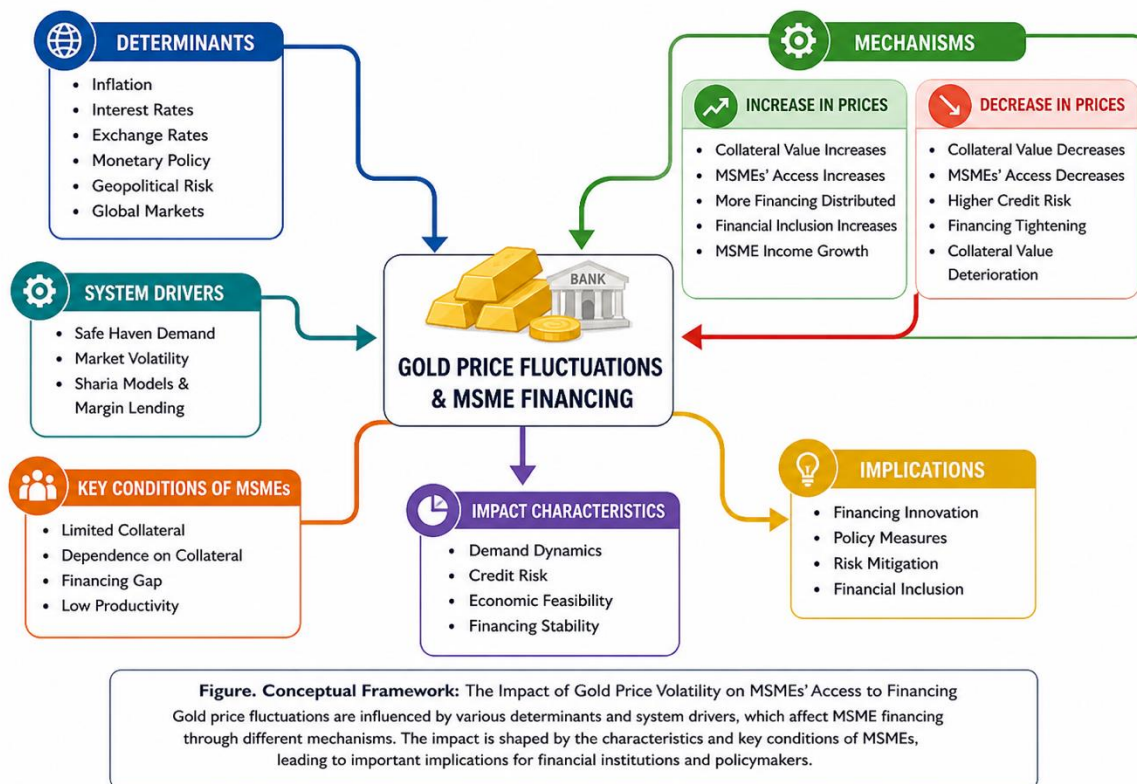 DETERMINANTS
• Inflation
• Interest Rates
• Exchange Rates
• Monetary Policy
• Geopolitical Risk
• Global Markets
MECHANISMS
INCREASE IN PRICES
• Collateral Value Increases
• MSMEs' Access Increases
• More Financing Distributed
• Financial Inclusion Increases
• MSME Income Growth
DECREASE IN PRICES
• Collateral Value Decreases
• MSMEs' Access Decreases
• Higher Credit Risk
• Financing Tightening
• Collateral Value
Deterioration
SYSTEM DRIVERS
• Safe Haven Demand
• Market Volatility
• Sharia Models &
Margin Lending
BANK
GOLD PRICE FLUCTUATIONS
& MSME FINANCING
KEY CONDITIONS OF MSMEs
• Limited Collateral
• Dependence on Collateral
• Financing Gap
• Low Productivity
IMPACT CHARACTERISTICS
• Demand Dynamics
• Credit Risk
• Economic Feasibility
• Financing Stability
IMPLICATIONS
• Financing Innovation
• Policy Measures
• Risk Mitigation
• Financial Inclusion
Figure. Conceptual Framework: The Impact of Gold Price Volatility on MSMEs' Access to Financing
Gold price fluctuations are influenced by various determinants and system drivers, which affect MSME financing
through different mechanisms. The impact is shaped by the characteristics and key conditions of MSMEs,
leading to important implications for financial institutions and policymakers.